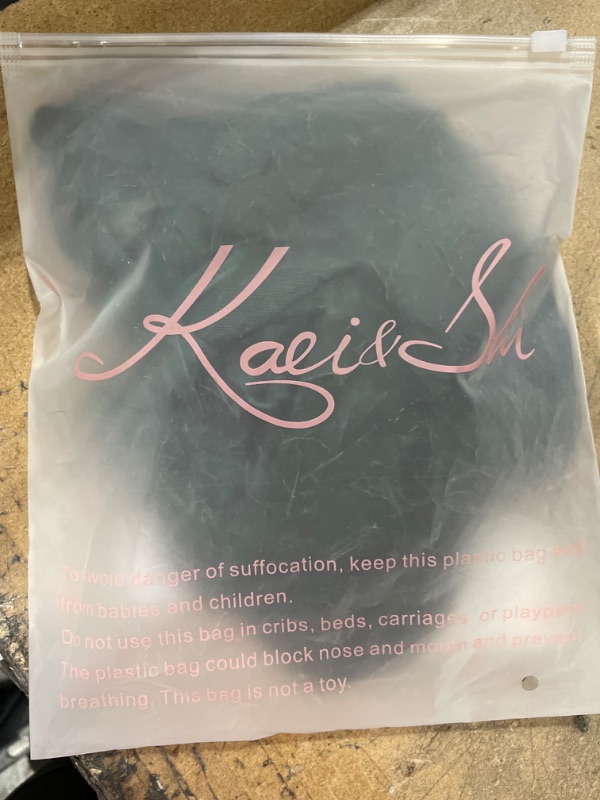 Kaei&Shi
To avoid danger of suffocation, keep this plastic bag away
from babies and children.
Do not use this bag in cribs, beds, carriages or playpens.
The plastic bag could block nose and mouth and prevent
breathing. This bag is not a toy.